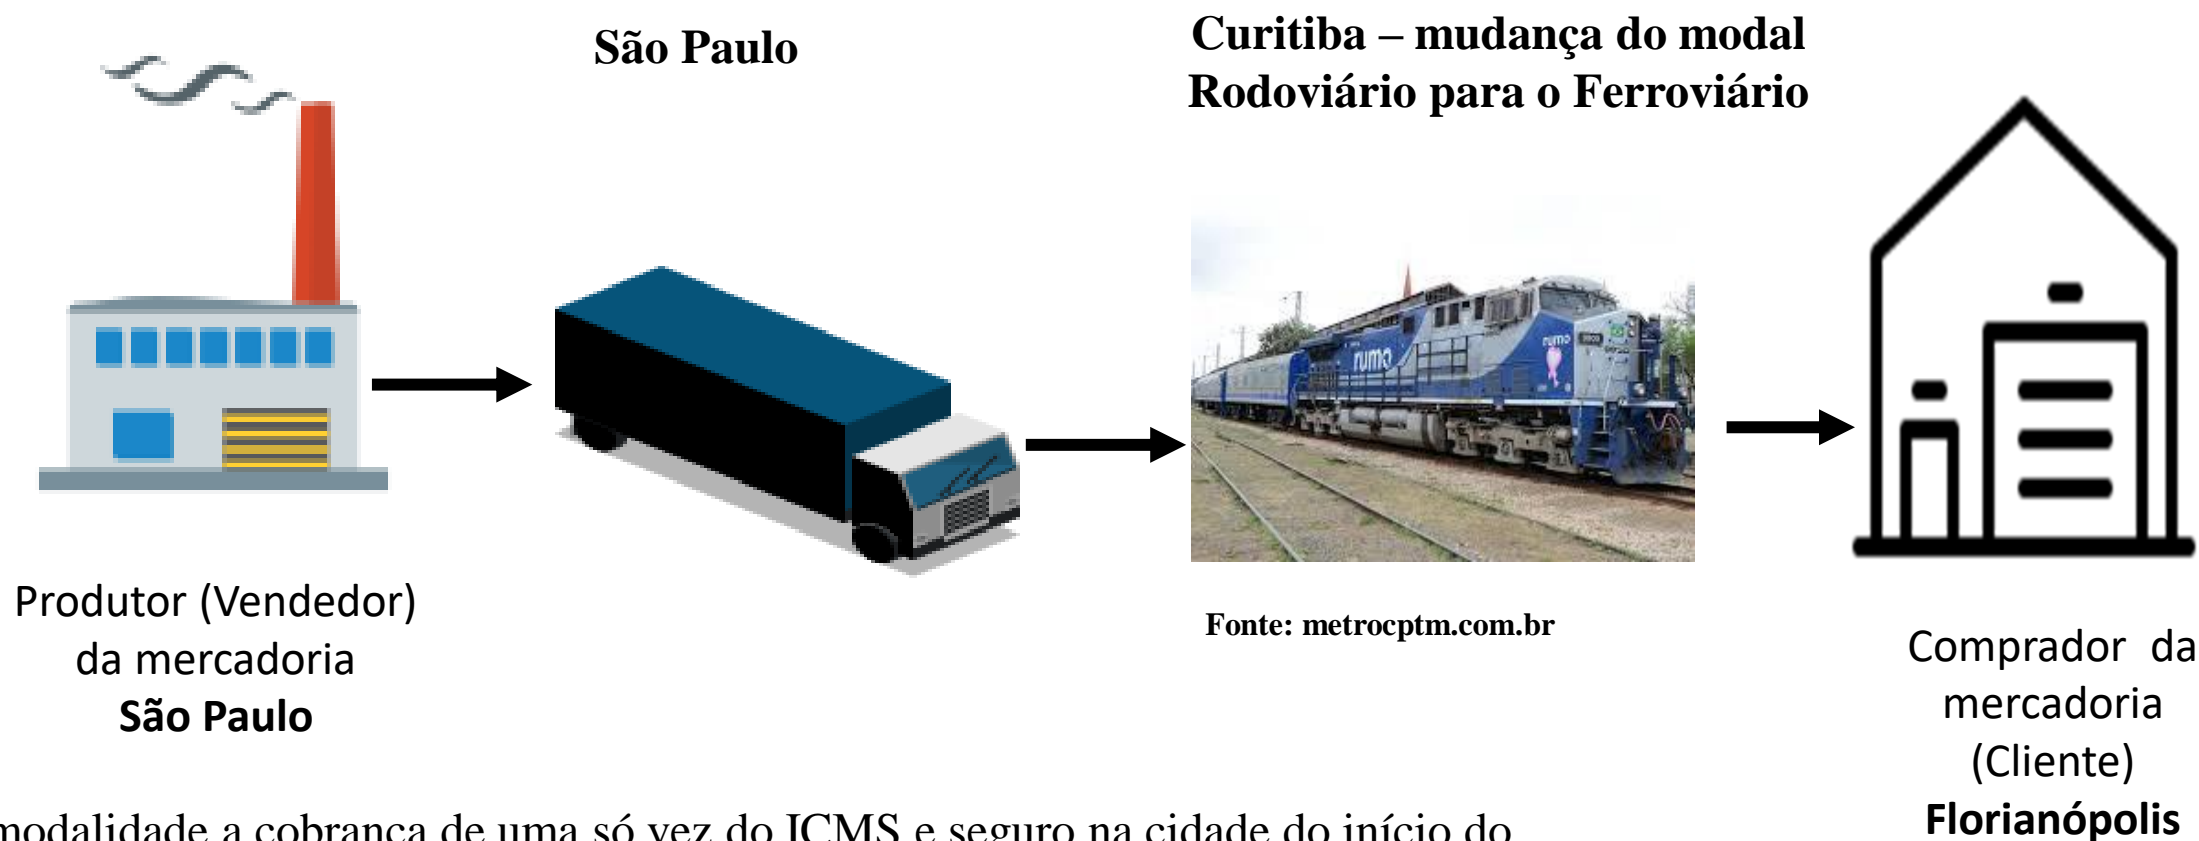 São Paulo
Curitiba – mudança do modal
Rodoviário para o Ferroviário
rumo
rumo
Produtor (Vendedor)
da mercadoria
São Paulo
Fonte: metrocptm.com.br
Comprador da
mercadoria
(Cliente)
Florianópolis
modalidade a cobrança de uma só vez do ICMS e seguro na cidade do início do